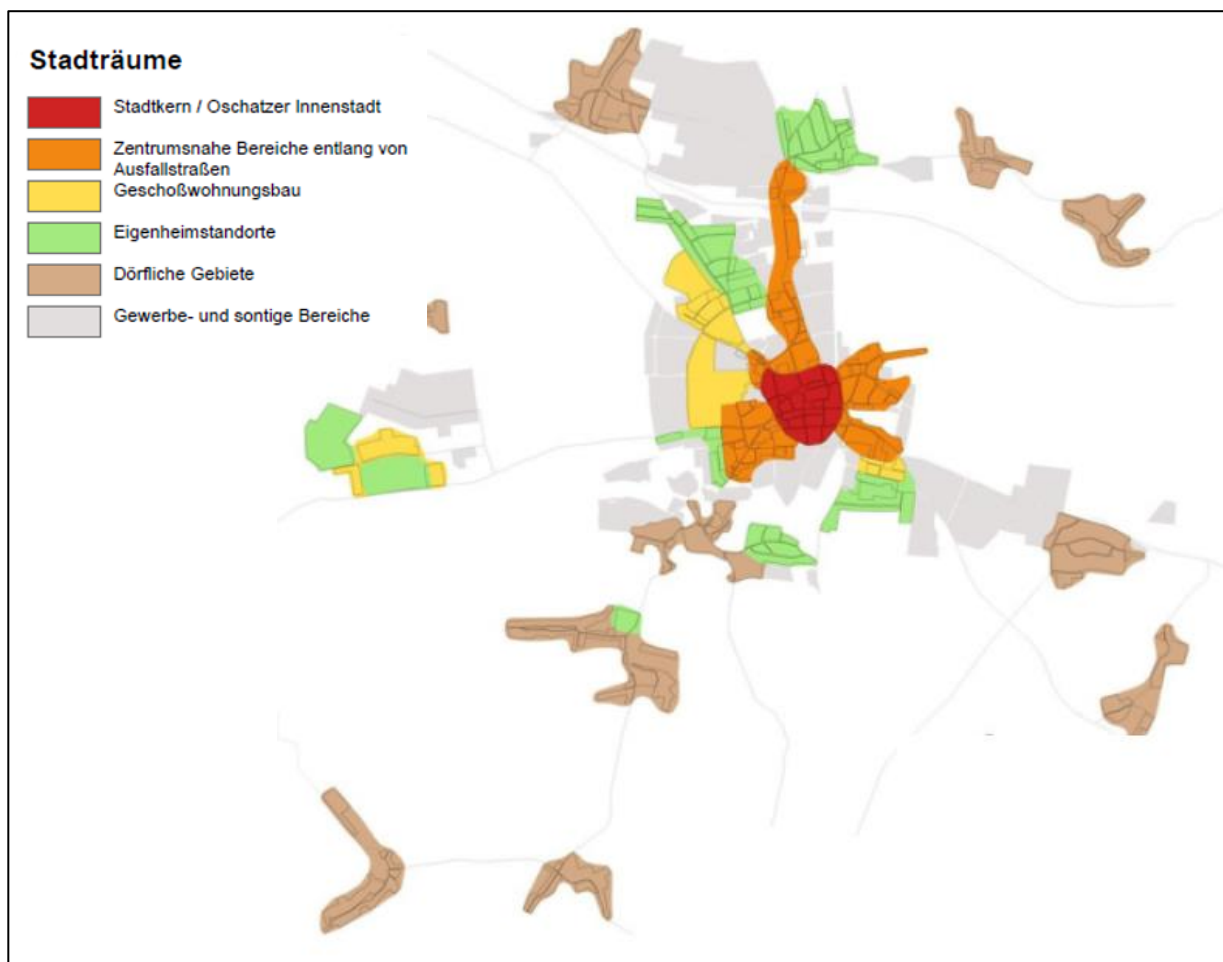 Stadträume
Stadtkern / Oschatzer Innenstadt
Zentrumsnahe Bereiche entlang von
Ausfallstraßen
Geschoßwohnungsbau
Eigenheimstandorte
Dörfliche Gebiete
Gewerbe- und sontige Bereiche